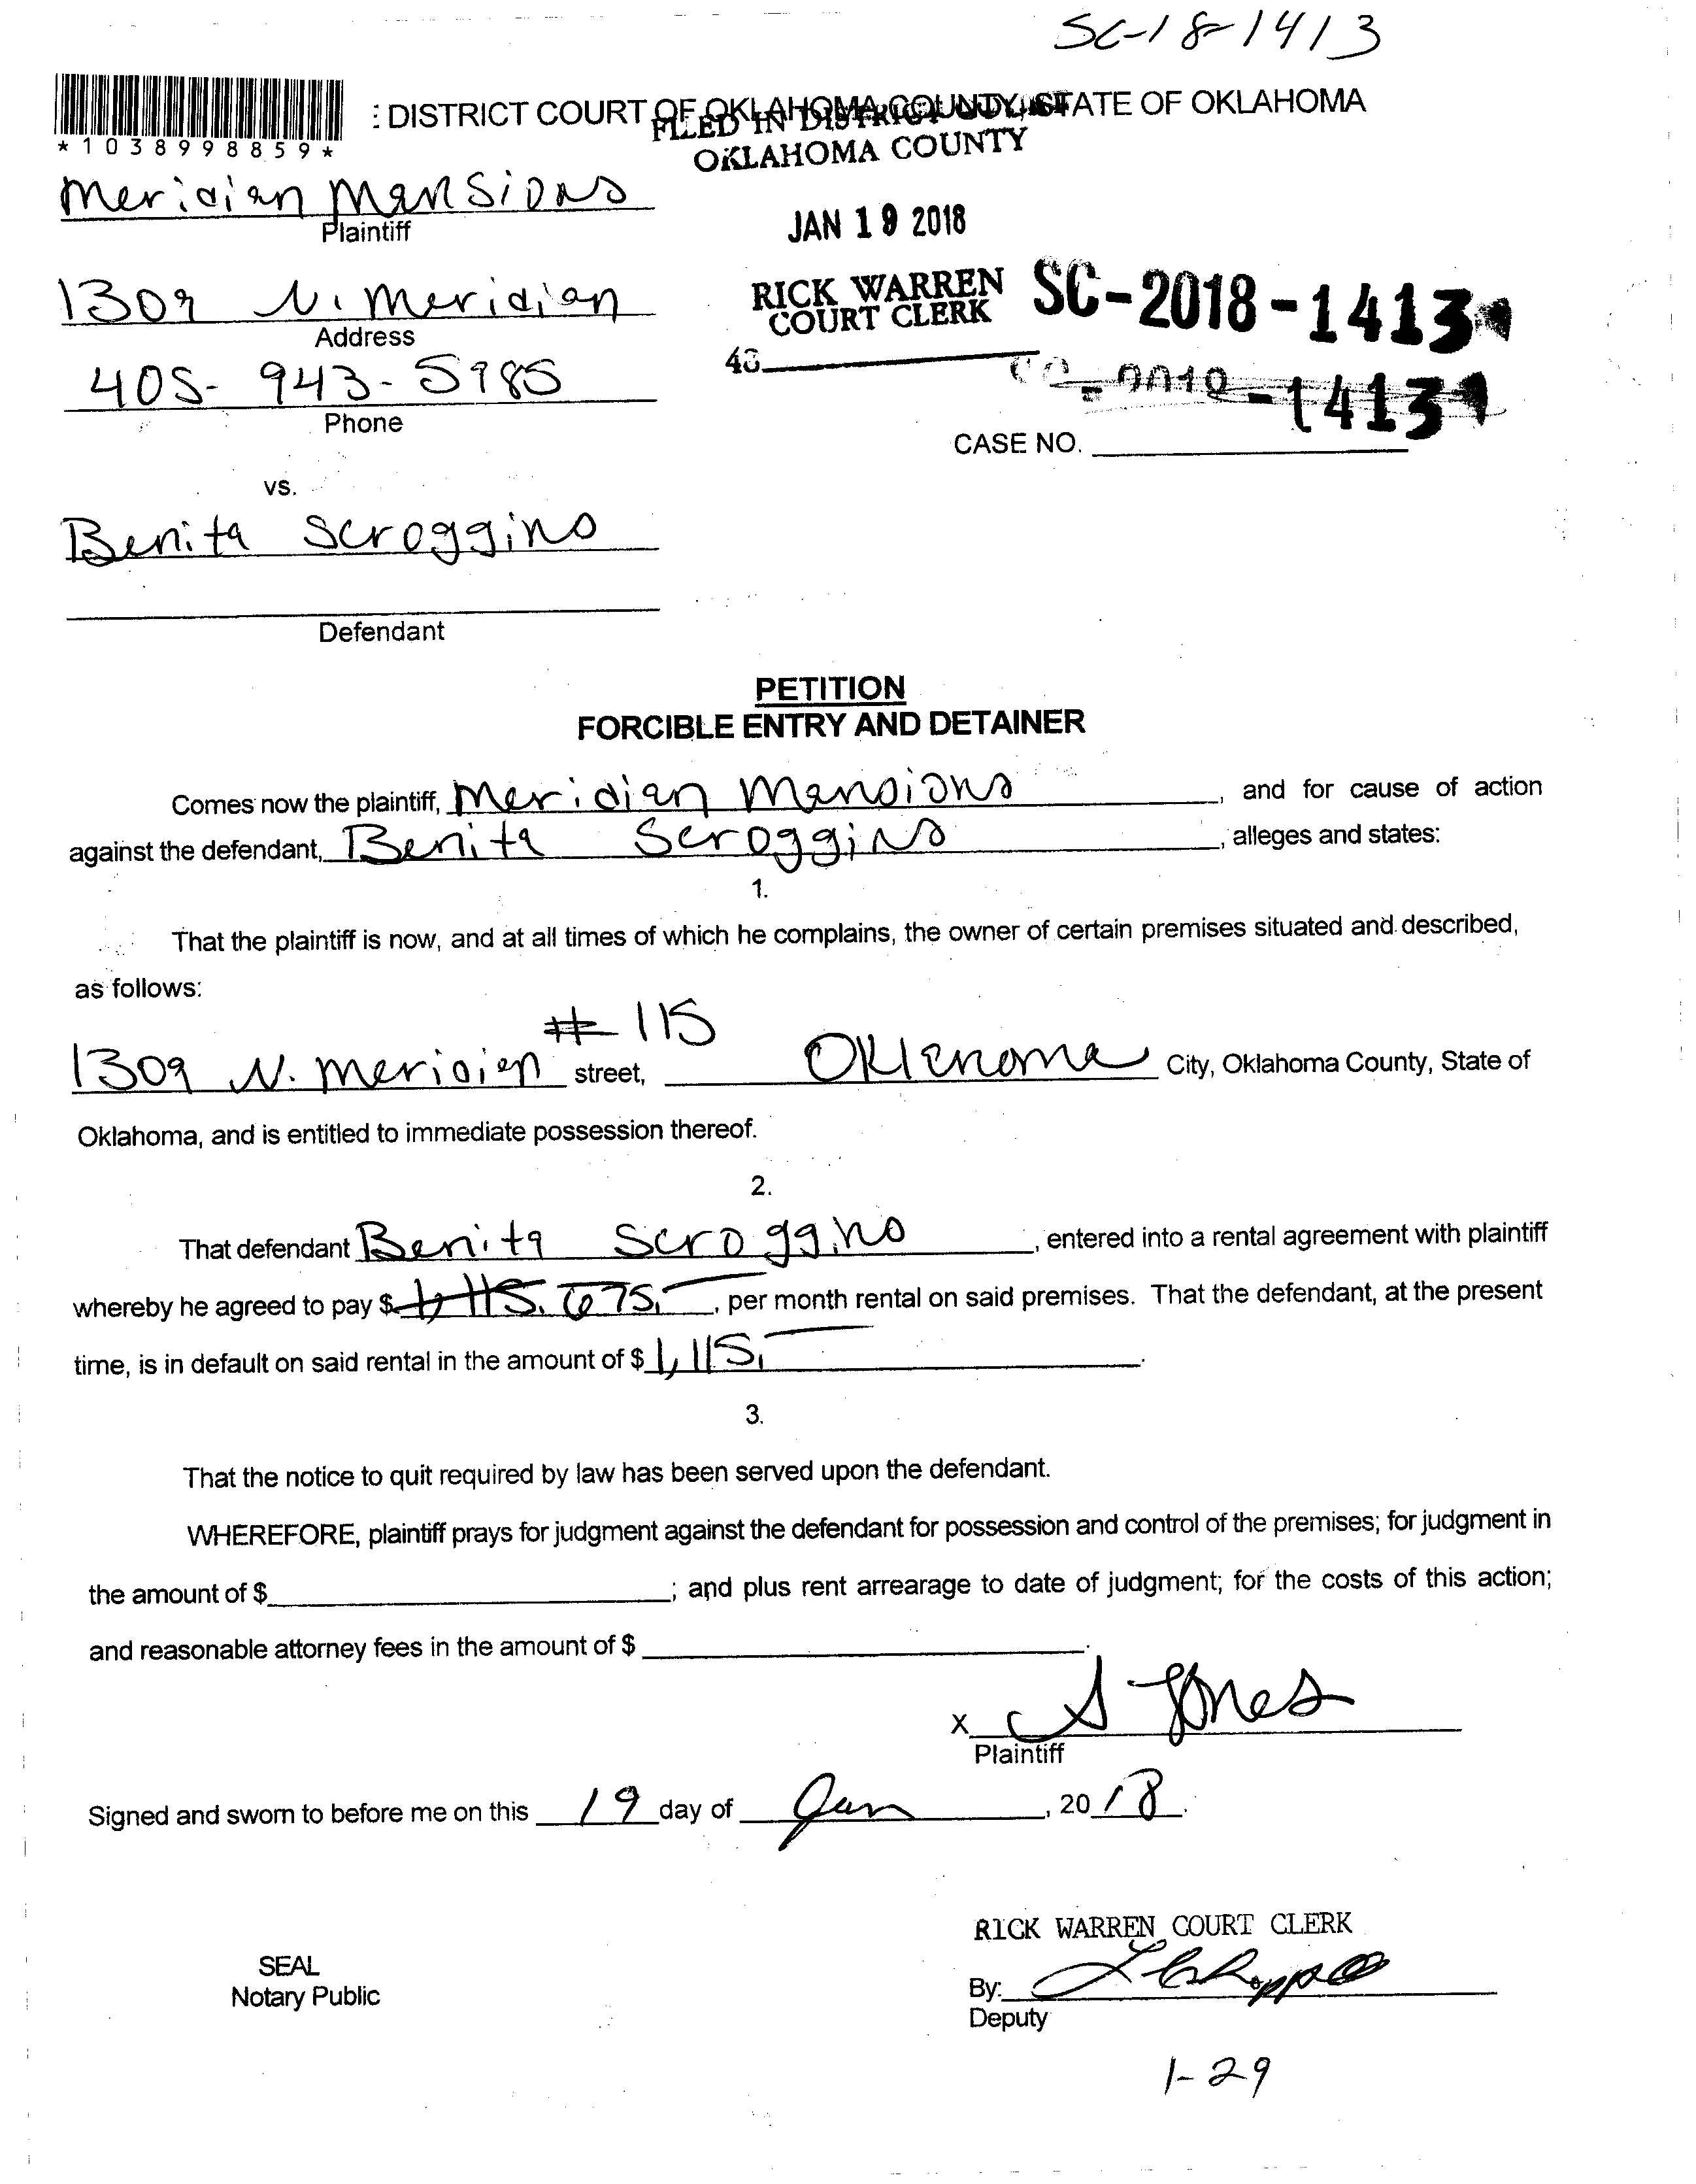 SC-18-1413
: DISTRICT COURT OF OKLAHOMA COUNTY, STATE OF OKLAHOMA
*1038998859*
FILED IN DISTRICT COURT
OKLAHOMA COUNTY
Meridian Mansions
Plaintiff
JAN 19 2018
1309 N. Meridian
Address
RICK WARREN
COURT CLERK
SC-2018-1413
405-943-5985
Phone
43
-1413
CASE NO.
vs.
Benita Scroggins
Defendant
PETITION
FORCIBLE ENTRY AND DETAINER
Comes now the plaintiff, Meridian Mansions, and for cause of action
against the defendant, Benita Scroggins, alleges and states:
1.
That the plaintiff is now, and at all times of which he complains, the owner of certain premises situated and described,
as follows:
# 115
1309 N. Meridian street, Oklahoma City, Oklahoma County, State of
Oklahoma, and is entitled to immediate possession thereof.
2.
That defendant Benita Scroggins, entered into a rental agreement with plaintiff
whereby he agreed to pay $ 1,115. 675. , per month rental on said premises. That the defendant, at the present
time, is in default on said rental in the amount of $ 1,115. .
3.
That the notice to quit required by law has been served upon the defendant.
WHEREFORE, plaintiff prays for judgment against the defendant for possession and control of the premises; for judgment in
the amount of $ ; and plus rent arrearage to date of judgment; for the costs of this action;
and reasonable attorney fees in the amount of $ .
X S Jones
Plaintiff
Signed and sworn to before me on this 19 day of Jan, 2018.
RICK WARREN COURT CLERK
SEAL
Notary Public
By:
Deputy
1-29